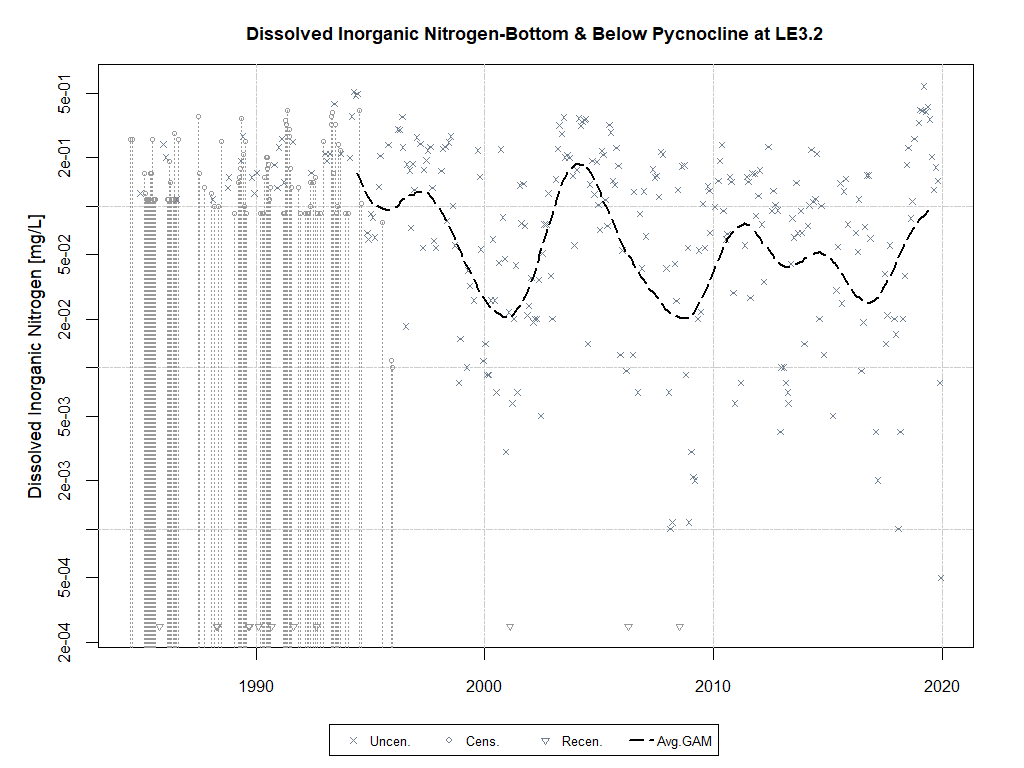 Dissolved Inorganic Nitrogen-Bottom & Below Pycnocline at LE3.2
Dissolved Inorganic Nitrogen [mg/L]
5e-01
2e-01
5e-02
2e-02
5e-03
2e-03
5e-04
2e-04
1990 2000 2010 2020
Uncen. Cens. Recen. Avg.GAM